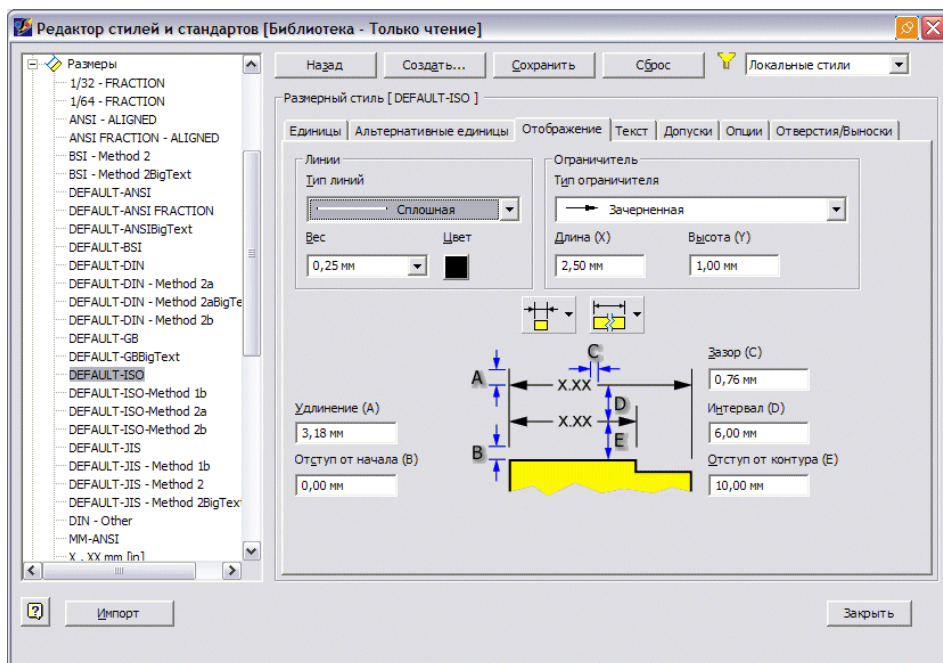 Редактор стилей и стандартов [Библиотека - Только чтение]
Размеры
1/32 - FRACTION
1/64 - FRACTION
ANSI - ALIGNED
ANSI FRACTION - ALIGNED
BSI - Method 2
BSI - Method 2BigText
DEFAULT-ANSI
DEFAULT-ANSI FRACTION
DEFAULT-ANSIBigText
DEFAULT-BSI
DEFAULT-DIN
DEFAULT-DIN - Method 2a
DEFAULT-DIN - Method 2aBigTe
DEFAULT-DIN - Method 2b
DEFAULT-GB
DEFAULT-GBBigText
DEFAULT-ISO
DEFAULT-ISO-Method 1b
DEFAULT-ISO-Method 2a
DEFAULT-ISO-Method 2b
DEFAULT-JIS
DEFAULT-JIS - Method 1b
DEFAULT-JIS - Method 2
DEFAULT-JIS - Method 2BigTex
DIN - Other
MM-ANSI
X . XX mm [in]
Назад Создать... Сохранить Сброс Локальные стили
Размерный стиль [ DEFAULT-ISO ]
Единицы Альтернативные единицы Отображение Текст Допуски Опции Отверстия/Выноски
Линии
Тип линий
Сплошная
Вес Цвет
0,25 мм
Ограничитель
Тип ограничителя
Зачерненная
Длина (X) Высота (Y)
2,50 мм 1,00 мм
C
A
X.XX
D
X.XX
E
B
Удлинение (A)
3,18 мм
Отступ от начала (B)
0,00 мм
Зазор (C)
0,76 мм
Интервал (D)
6,00 мм
Отступ от контура (E)
10,00 мм
? Импорт Закрыть